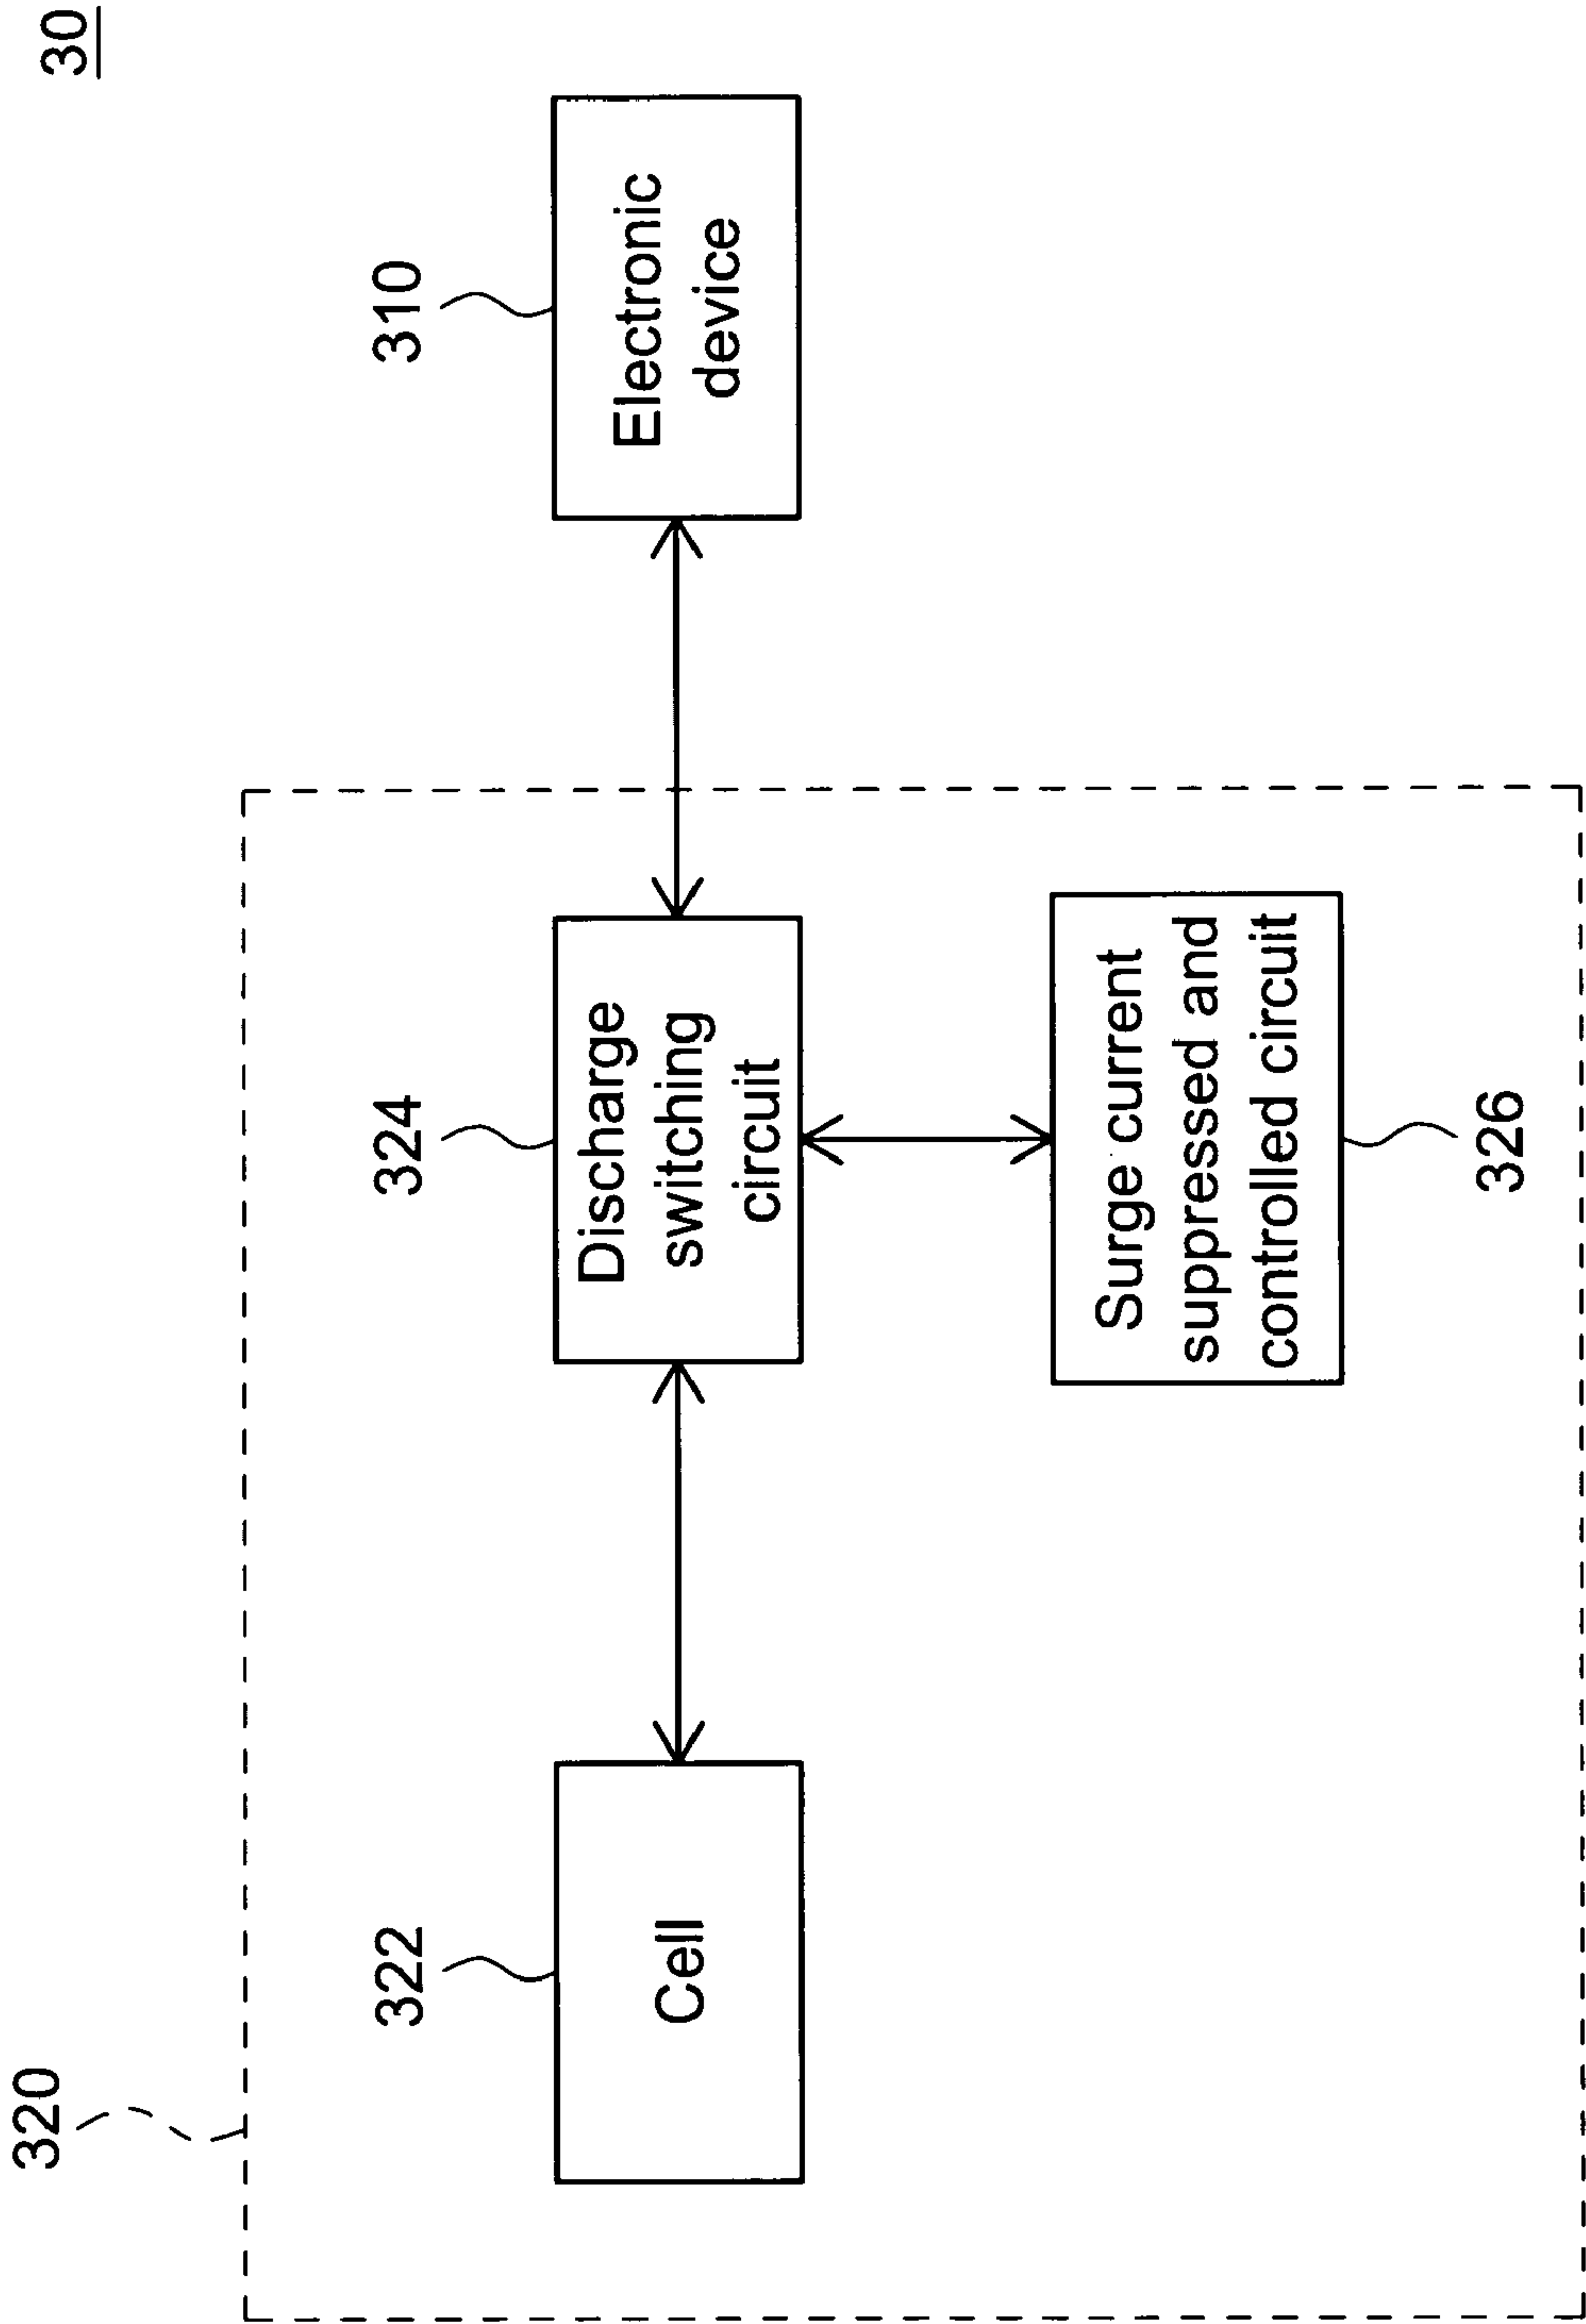 30
320
322
Cell
324
Discharge
switching
circuit
310
Electronic
device
Surge current
suppressed and
controlled circuit
326